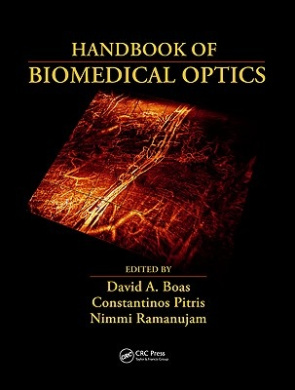 HANDBOOK OF
BIOMEDICAL OPTICS
EDITED BY
David A. Boas
Constantinos Pitris
Nimmi Ramanujam
CRC Press
Taylor & Francis Group